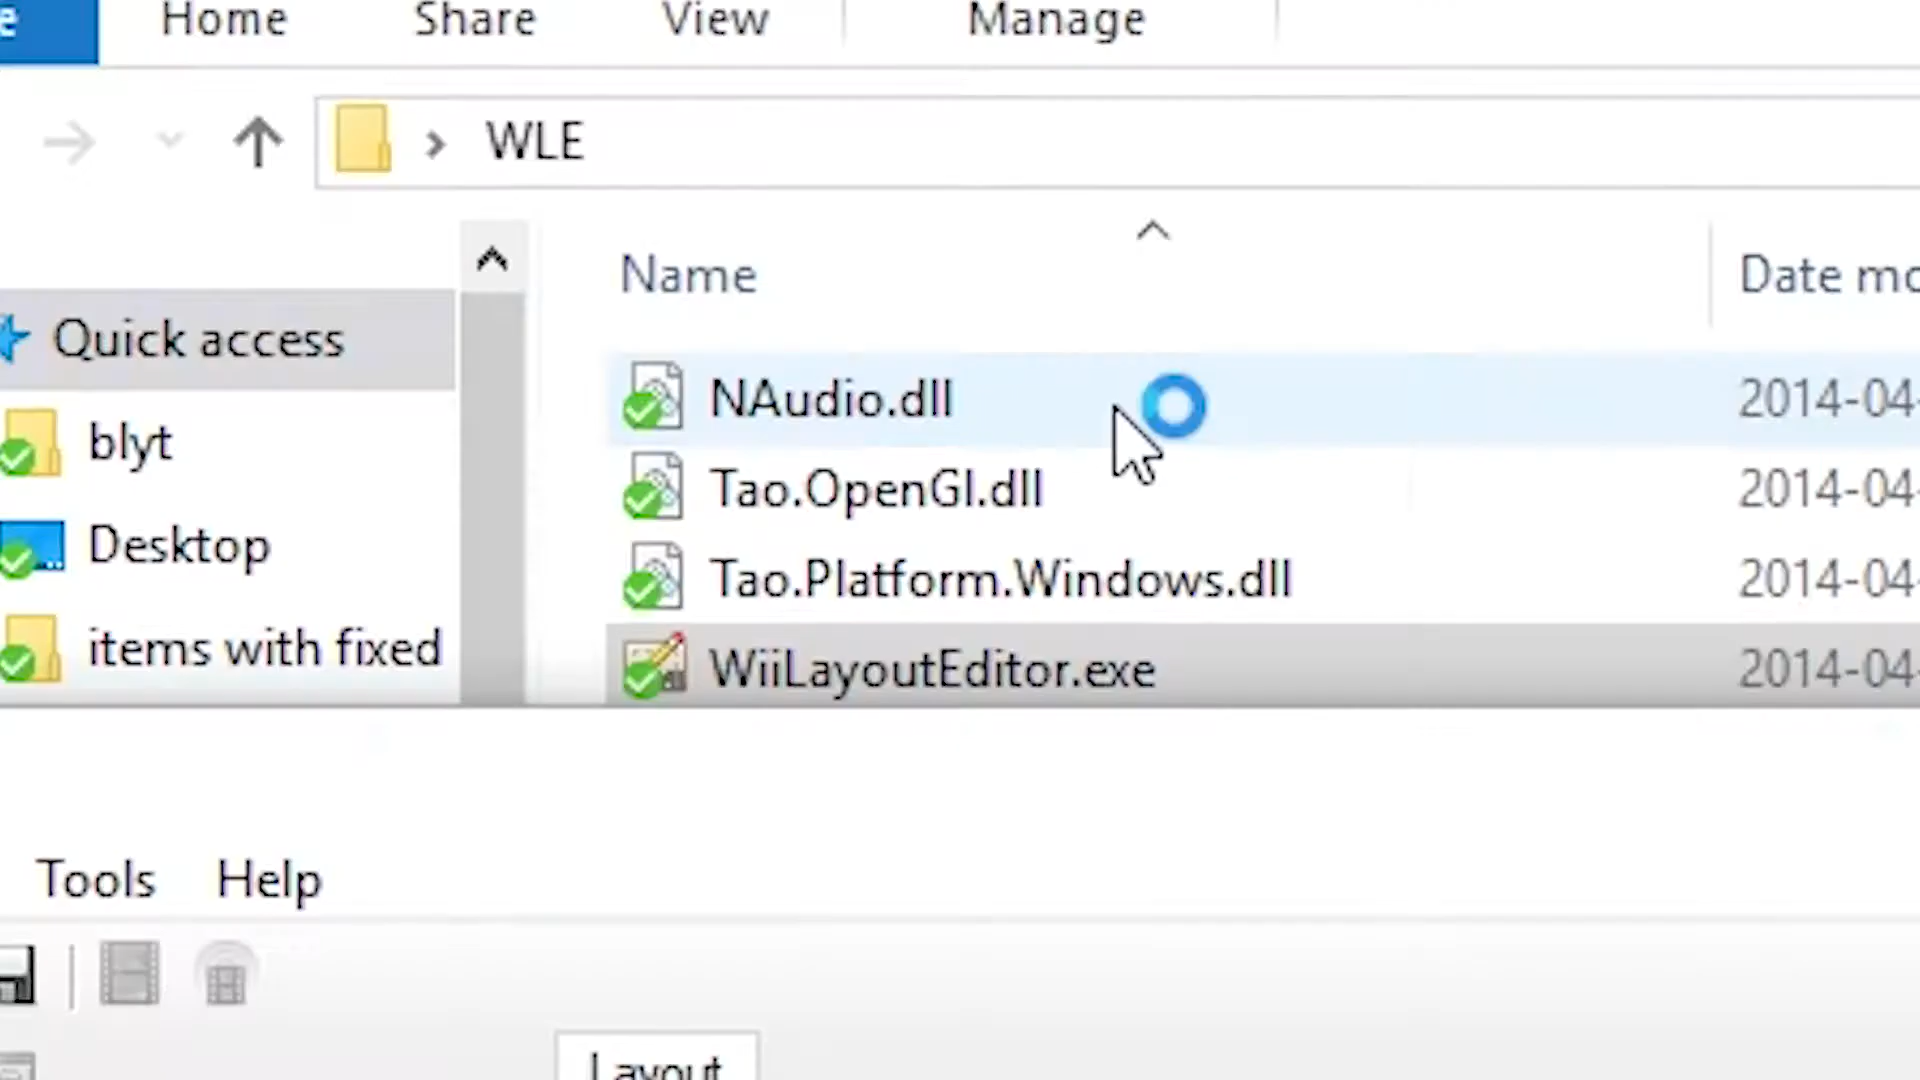 e Home Share View Manage
WLE
Name Date mo
Quick access
NAudio.dll 2014-04-
blyt
Tao.OpenGl.dll 2014-04-
Desktop
Tao.Platform.Windows.dll 2014-04-
items with fixed
WiiLayoutEditor.exe 2014-04-
Tools Help
Layout